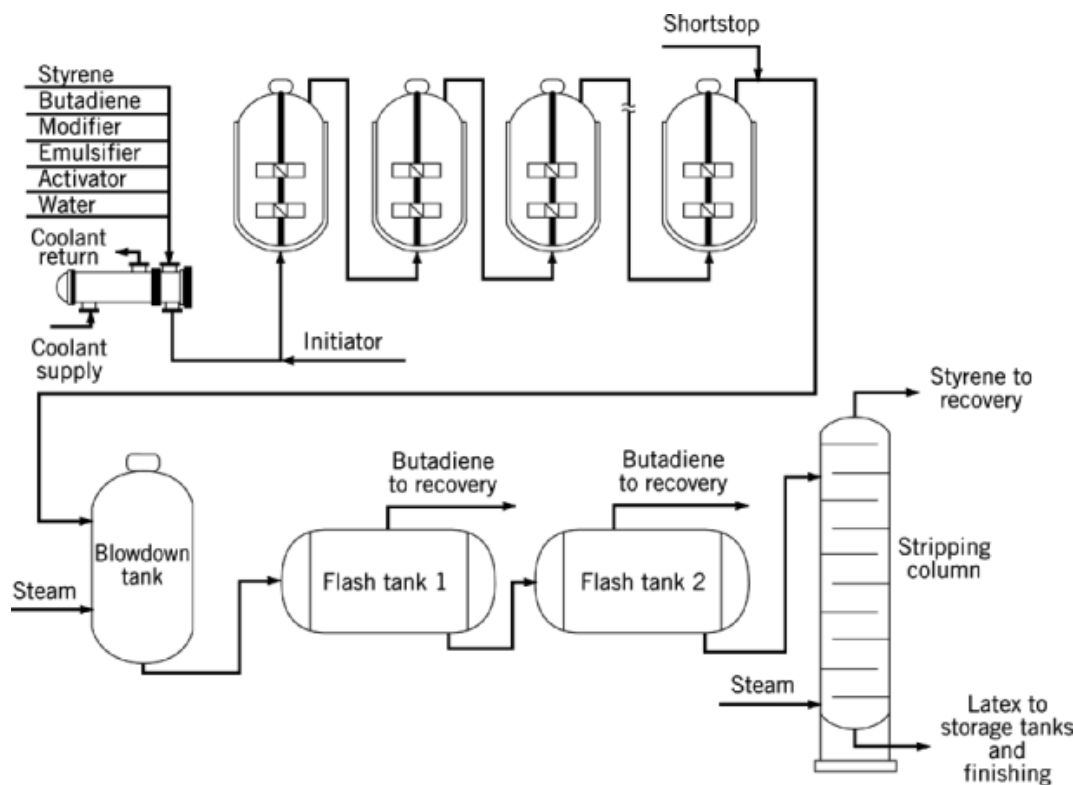 Shortstop
Styrene
Butadiene
Modifier
Emulsifier
Activator
Water
Coolant
return
Coolant
supply
Initiator
Styrene to
recovery
Butadiene
to recovery
Butadiene
to recovery
Blowdown
tank
Flash tank 1
Flash tank 2
Stripping
column
Steam
Steam
Latex to
storage tanks
and
finishing